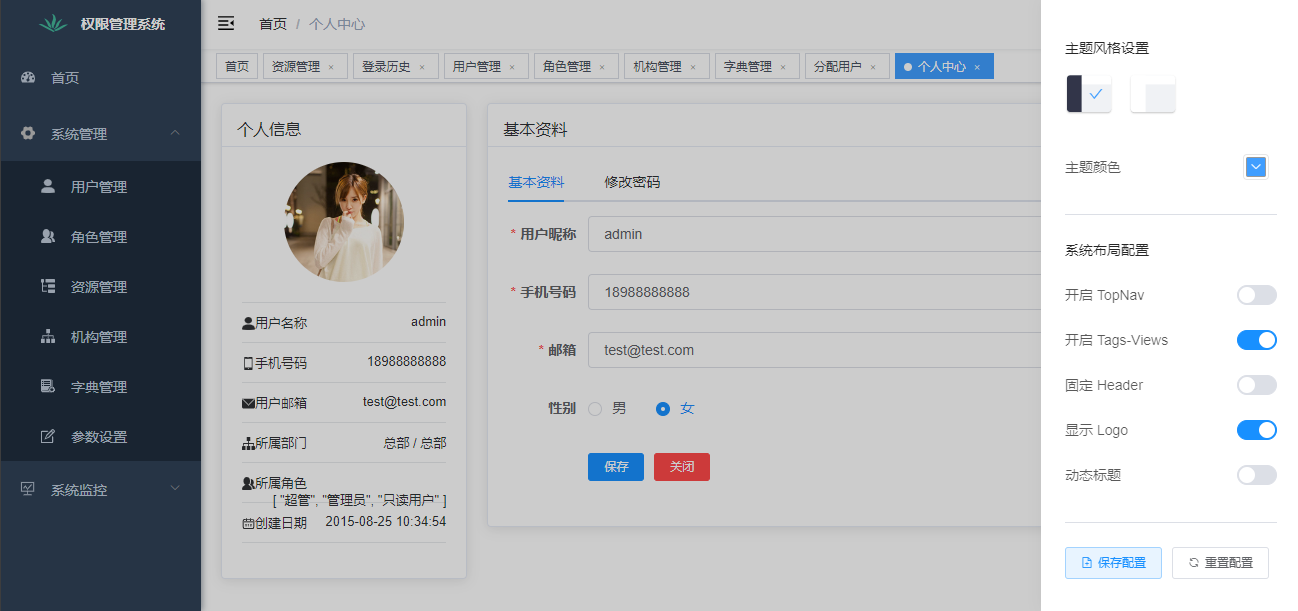 权限管理系统
首页
系统管理
用户管理
角色管理
资源管理
机构管理
字典管理
参数设置
系统监控
首页 / 个人中心
首页 资源管理 × 登录历史 × 用户管理 × 角色管理 × 机构管理 × 字典管理 × 分配用户 × 个人中心 ×
个人信息
用户名称 admin
手机号码 18988888888
用户邮箱 test@test.com
所属部门 总部 / 总部
所属角色
[ "超管", "管理员", "只读用户" ]
创建日期 2015-08-25 10:34:54
基本资料
基本资料 修改密码
* 用户昵称 admin
* 手机号码 18988888888
* 邮箱 test@test.com
性别 男 女
保存 关闭
主题风格设置
主题颜色
系统布局配置
开启 TopNav
开启 Tags-Views
固定 Header
显示 Logo
动态标题
保存配置 重置配置